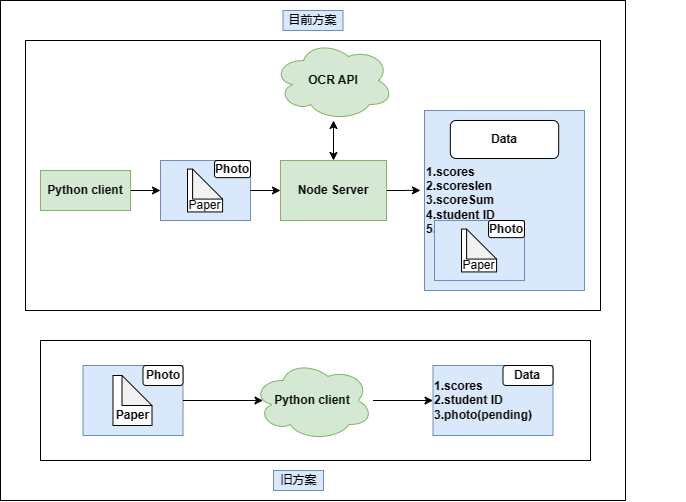 目前方案
OCR API
Python client
Photo
Paper
Node Server
Data
1.scores
2.scoreslen
3.scoreSum
4.student ID
5.
Photo
Paper
Photo
Paper
Python client
Data
1.scores
2.student ID
3.photo(pending)
旧方案